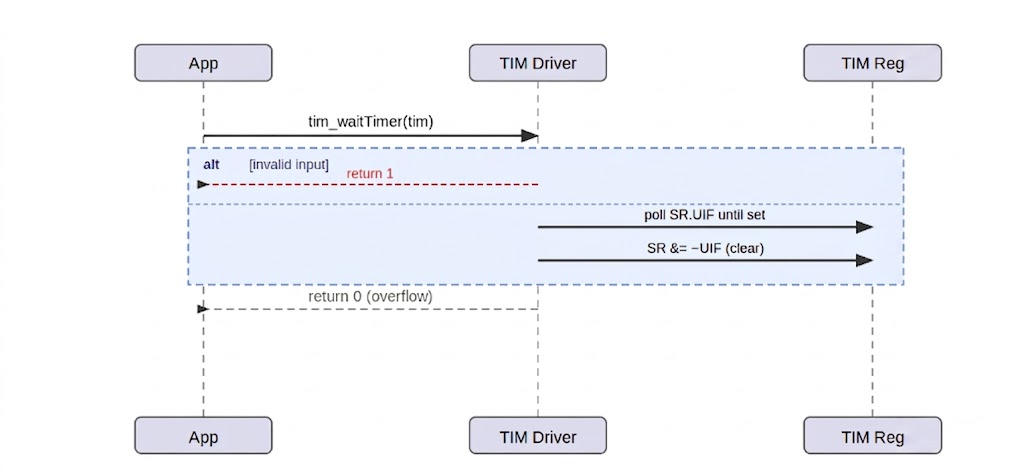 App
TIM Driver
TIM Reg
tim_waitTimer(tim)
alt [invalid input]
return 1
poll SR.UIF until set
SR &= ~UIF (clear)
return 0 (overflow)
App
TIM Driver
TIM Reg